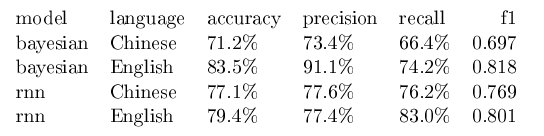 model language accuracy precision recall f1
bayesian Chinese 71.2% 73.4% 66.4% 0.697
bayesian English 83.5% 91.1% 74.2% 0.818
rnn Chinese 77.1% 77.6% 76.2% 0.769
rnn English 79.4% 77.4% 83.0% 0.801